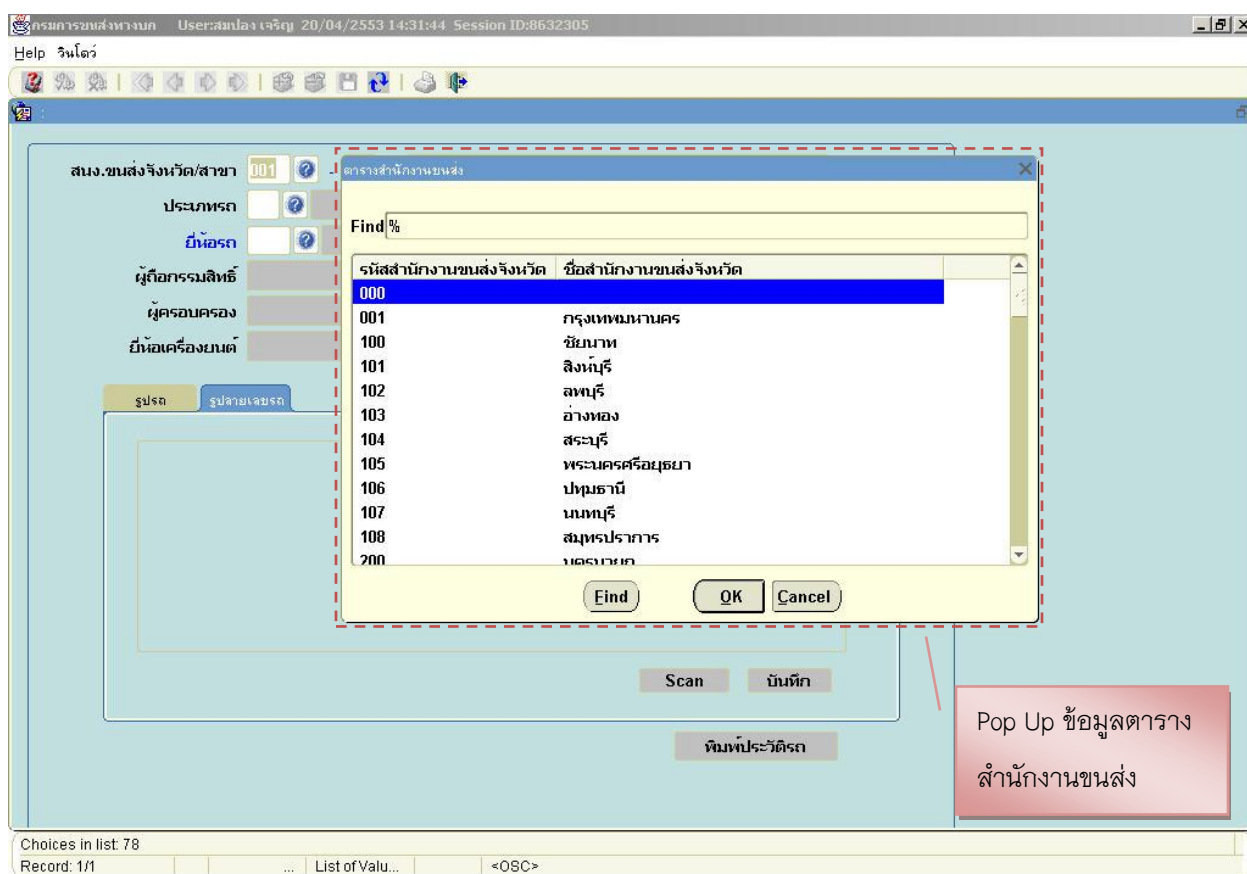 กรมการขนส่งทางบก User:สมปอง เจริญ 20/04/2553 14:31:44 Session ID:8632305
Help วินโดว์
:
สนง.ขนส่งจังหวัด/สาขา 001 -
ประเภทรถ
ยี่ห้อรถ
ผู้ถือกรรมสิทธิ์
ผู้ครอบครอง
ยี่ห้อเครื่องยนต์
รูปรถ รูปลายเลขรถ
ตารางสำนักงานขนส่ง
Find %
รหัสสำนักงานขนส่งจังหวัด ชื่อสำนักงานขนส่งจังหวัด
000
001 กรุงเทพมหานคร
100 ชัยนาท
101 สิงห์บุรี
102 ลพบุรี
103 อ่างทอง
104 สระบุรี
105 พระนครศรีอยุธยา
106 ปทุมธานี
107 นนทบุรี
108 สมุทรปราการ
200 นครนายก
Find OK Cancel
Scan บันทึก
พิมพ์ประวัติรถ
Pop Up ข้อมูลตาราง
สำนักงานขนส่ง
Choices in list: 78
Record: 1/1 ... List of Valu... <OSC>